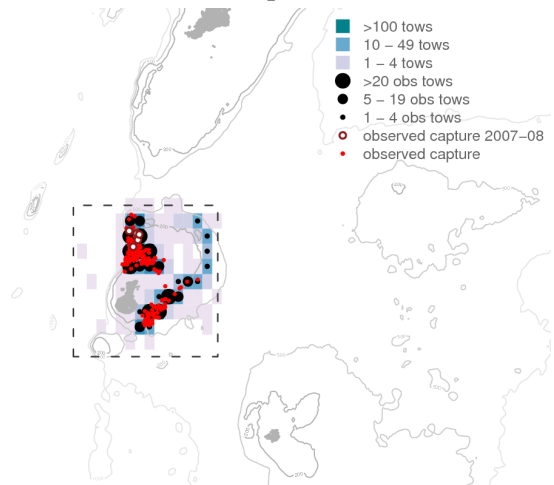 >100 tows
10 − 49 tows
1 − 4 tows
>20 obs tows
5 − 19 obs tows
1 − 4 obs tows
observed capture 2007−08
observed capture